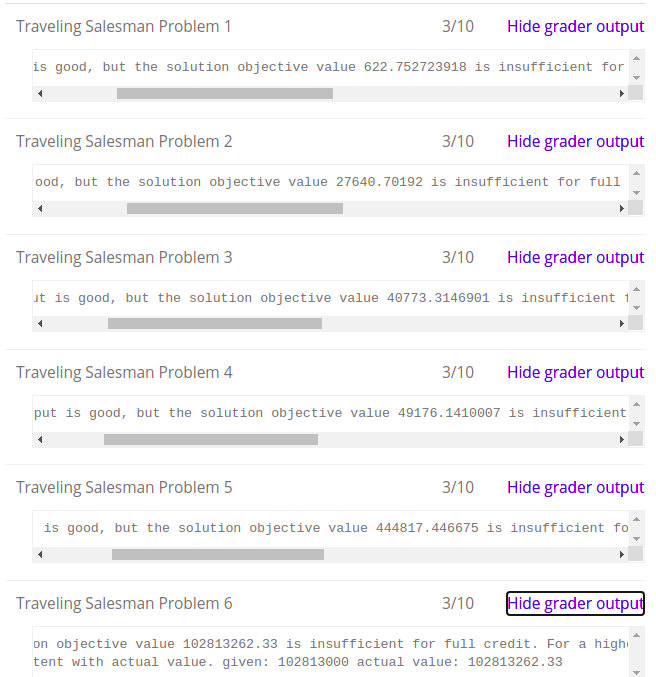 Traveling Salesman Problem 1 3/10 Hide grader output
is good, but the solution objective value 622.752723918 is insufficient for
Traveling Salesman Problem 2 3/10 Hide grader output
ood, but the solution objective value 27640.70192 is insufficient for full
Traveling Salesman Problem 3 3/10 Hide grader output
ut is good, but the solution objective value 40773.3146901 is insufficient f
Traveling Salesman Problem 4 3/10 Hide grader output
put is good, but the solution objective value 49176.1410007 is insufficient
Traveling Salesman Problem 5 3/10 Hide grader output
is good, but the solution objective value 444817.446675 is insufficient fo
Traveling Salesman Problem 6 3/10 Hide grader output
on objective value 102813262.33 is insufficient for full credit. For a highe
tent with actual value. given: 102813000 actual value: 102813262.33